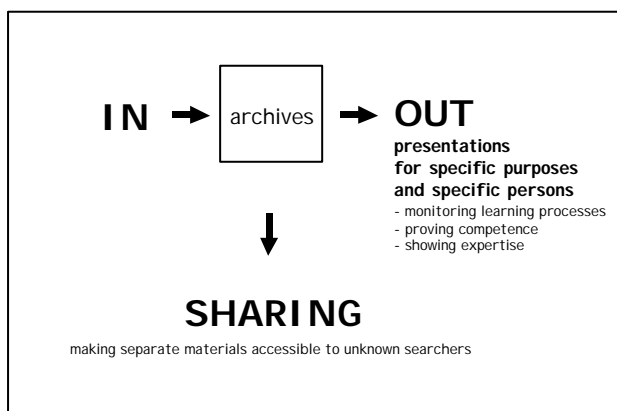 IN
archives
OUT
presentations
for specific purposes
and specific persons
- monitoring learning processes
- proving competence
- showing expertise
SHARING
making separate materials accessible to unknown searchers